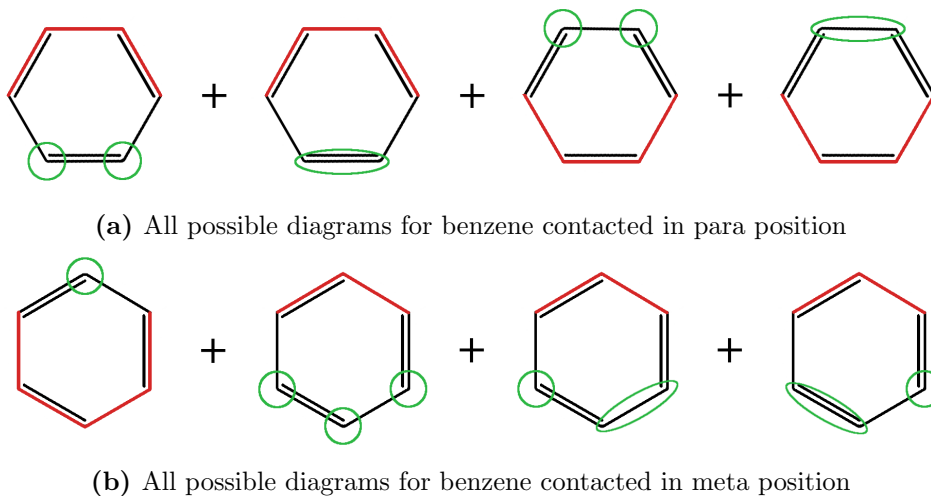 + + +
(a) All possible diagrams for benzene contacted in para position
+ + +
(b) All possible diagrams for benzene contacted in meta position